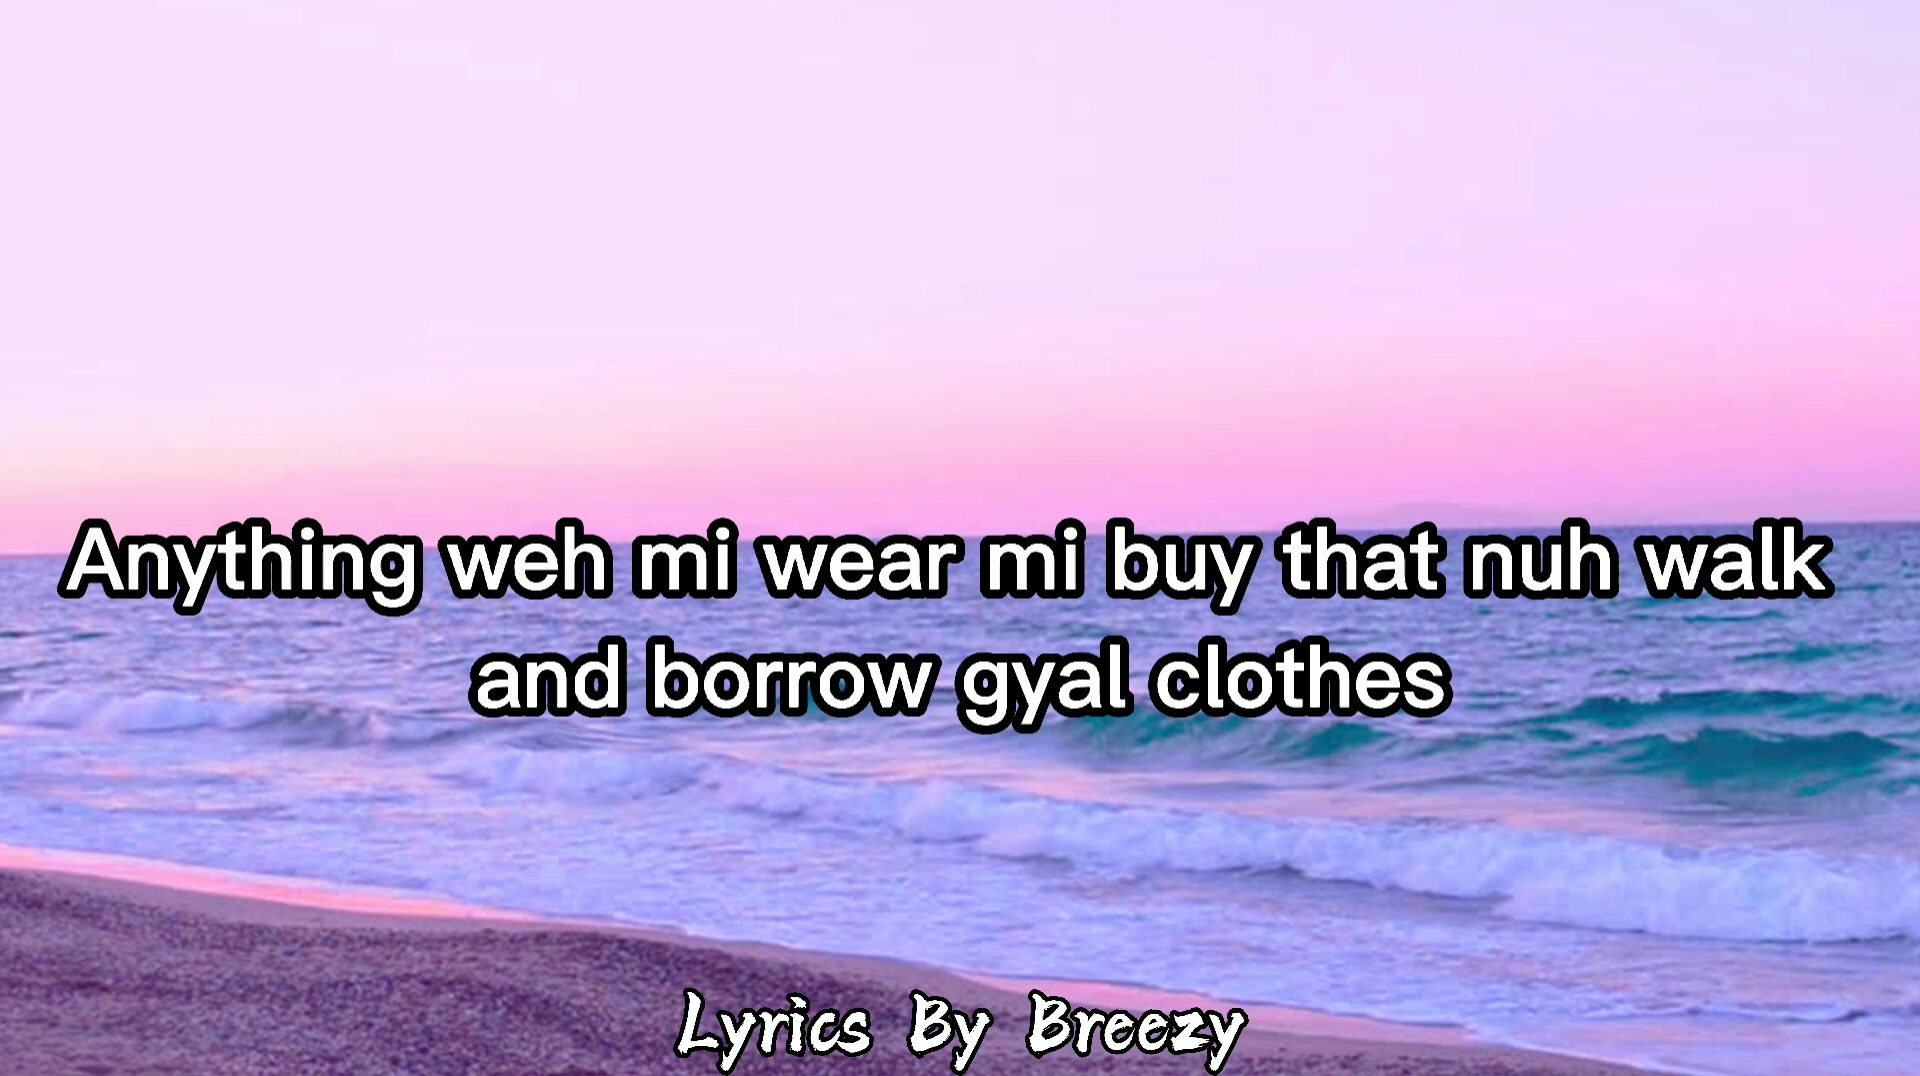 Anything weh mi wear mi buy that nuh walk
and borrow gyal clothes
Lyrics By Breezy